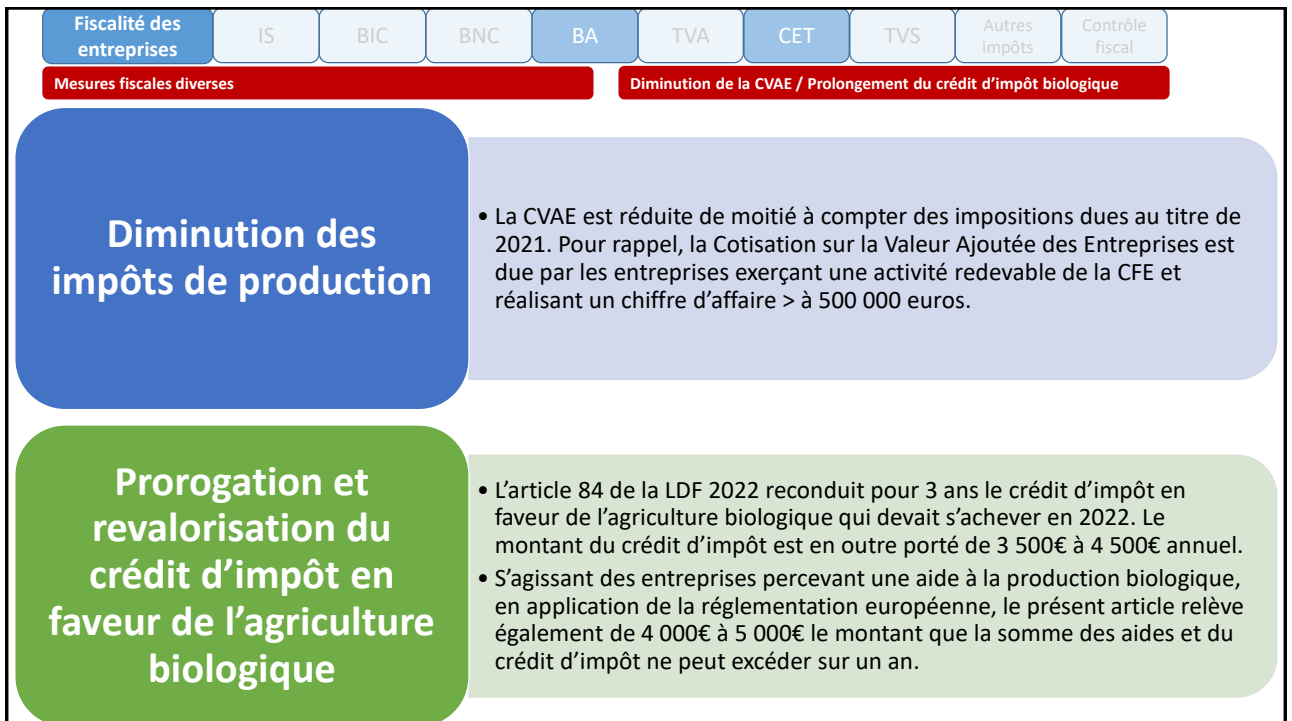 Fiscalité des
entreprises
IS
BIC
BNC
BA
TVA
CET
TVS
Autres
impôts
Contrôle
fiscal
Mesures fiscales diverses
Diminution de la CVAE / Prolongement du crédit d’impôt biologique
Diminution des
impôts de production
• La CVAE est réduite de moitié à compter des impositions dues au titre de
2021. Pour rappel, la Cotisation sur la Valeur Ajoutée des Entreprises est
due par les entreprises exerçant une activité redevable de la CFE et
réalisant un chiffre d’affaire > à 500 000 euros.
Prorogation et
revalorisation du
crédit d’impôt en
faveur de l’agriculture
biologique
• L’article 84 de la LDF 2022 reconduit pour 3 ans le crédit d’impôt en
faveur de l’agriculture biologique qui devait s’achever en 2022. Le
montant du crédit d’impôt est en outre porté de 3 500€ à 4 500€ annuel.
• S’agissant des entreprises percevant une aide à la production biologique,
en application de la réglementation européenne, le présent article relève
également de 4 000€ à 5 000€ le montant que la somme des aides et du
crédit d’impôt ne peut excéder sur un an.